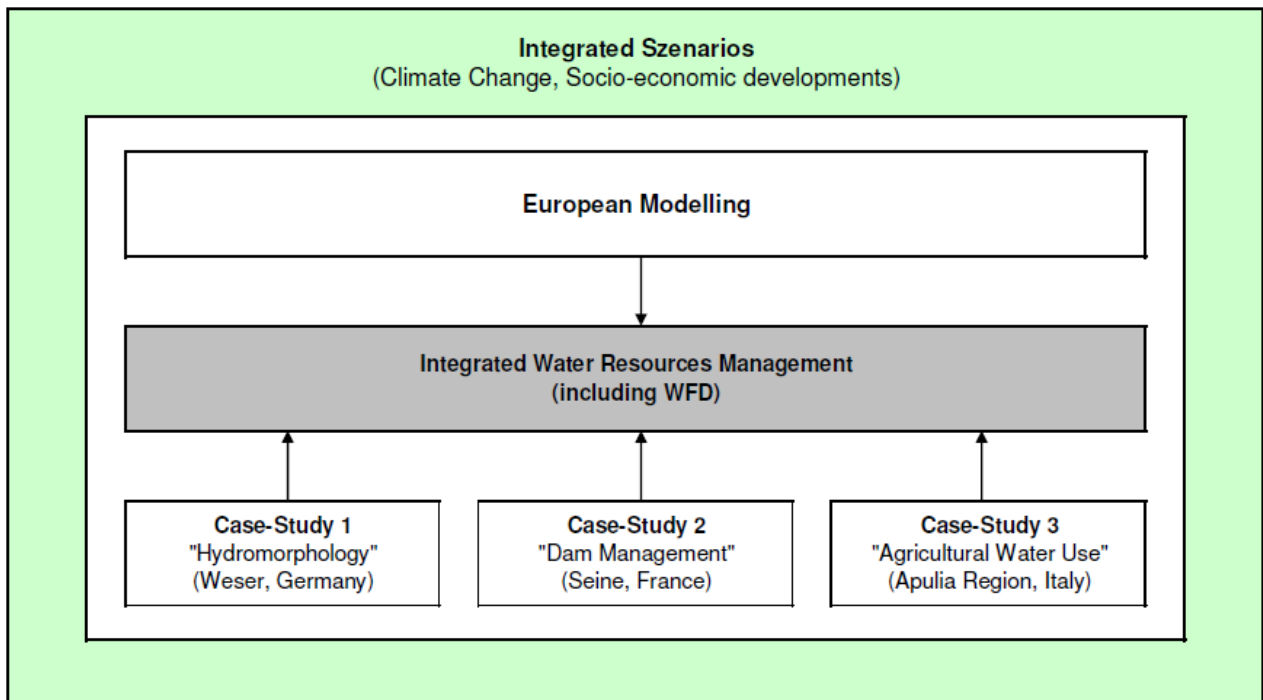 Integrated Szenarios
(Climate Change, Socio-economic developments)
European Modelling
Integrated Water Resources Management
(including WFD)
Case-Study 1
"Hydromorphology"
(Weser, Germany)
Case-Study 2
"Dam Management"
(Seine, France)
Case-Study 3
"Agricultural Water Use"
(Apulia Region, Italy)